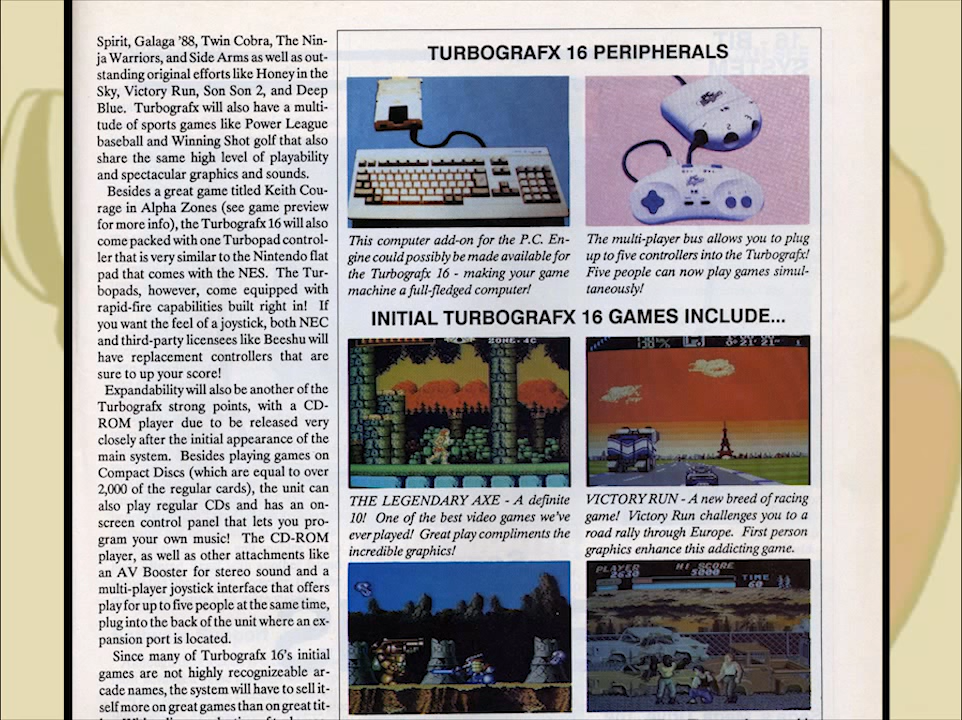 Spirit, Galaga '88, Twin Cobra, The Nin-
ja Warriors, and Side Arms as well as out-
standing original efforts like Honey in the
Sky, Victory Run, Son Son 2, and Deep
Blue. Turbografx will also have a multi-
tude of sports games like Power League
baseball and Winning Shot golf that also
share the same high level of playability
and spectacular graphics and sounds.
Besides a great game titled Keith Cou-
rage in Alpha Zones (see game preview
for more info), the Turbografx 16 will also
come packed with one Turbopad control-
ler that is very similar to the Nintendo flat
pad that comes with the NES. The Tur-
bopads, however, come equipped with
rapid-fire capabilities built right in! If
you want the feel of a joystick, both NEC
and third-party licensees like Beeshu will
have replacement controllers that are
sure to up your score!
Expandability will also be another of the
Turbografx strong points, with a CD-
ROM player due to be released very
closely after the initial appearance of the
main system. Besides playing games on
Compact Discs (which are equal to over
2,000 of the regular cards), the unit can
also play regular CDs and has an on-
screen control panel that lets you pro-
gram your own music! The CD-ROM
player, as well as other attachments like
an AV Booster for stereo sound and a
multi-player joystick interface that offers
play for up to five people at the same time,
plug into the back of the unit where an ex-
pansion port is located.
Since many of Turbografx 16's initial
games are not highly recognizeable ar-
cade names, the system will have to sell it-
self more on great games than on great tit-
TURBOGRAFX 16 PERIPHERALS
This computer add-on for the P.C. En-
gine could possibly be made available for
the Turbografx 16 - making your game
machine a full-fledged computer!
The multi-player bus allows you to plug
up to five controllers into the Turbografx!
Five people can now play games simul-
taneously!
INITIAL TURBOGRAFX 16 GAMES INCLUDE...
ZONE. 4C
0" 21' 21"
THE LEGENDARY AXE - A definite
10! One of the best video games we've
ever played! Great play compliments the
incredible graphics!
VICTORY RUN - A new breed of racing
game! Victory Run challenges you to a
road rally through Europe. First person
graphics enhance this addicting game.
PLAYER HI SCORE
2630 5000 TIME
60